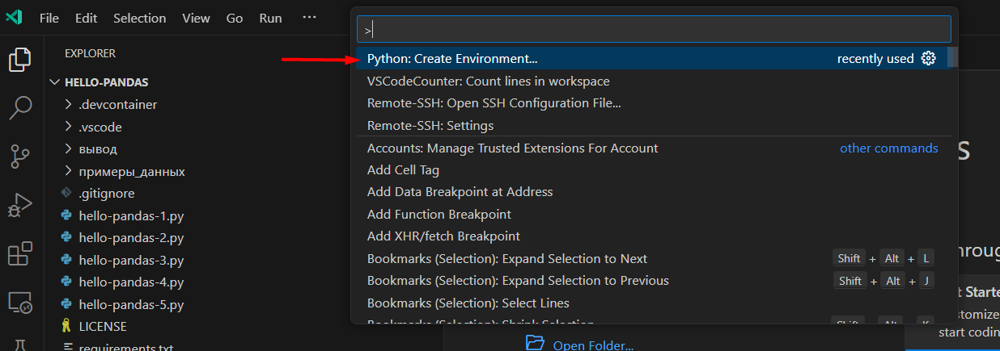 File Edit Selection View Go Run ···
>
EXPLORER
HELLO-PANDAS
.devcontainer
.vscode
вывод
примеры_данных
.gitignore
hello-pandas-1.py
hello-pandas-2.py
hello-pandas-3.py
hello-pandas-4.py
hello-pandas-5.py
LICENSE
requirements.txt
Python: Create Environment... recently used
VSCodeCounter: Count lines in workspace
Remote-SSH: Open SSH Configuration File...
Remote-SSH: Settings
Accounts: Manage Trusted Extensions For Account other commands
Add Cell Tag
Add Data Breakpoint at Address
Add Function Breakpoint
Add XHR/fetch Breakpoint
Bookmarks (Selection): Expand Selection to Next Shift + Alt + L
Bookmarks (Selection): Expand Selection to Previous Shift + Alt + J
Bookmarks (Selection): Select Lines
Bookmarks (Selection): Shrink Selection Shift + Alt + K
Open Folder...
start coding